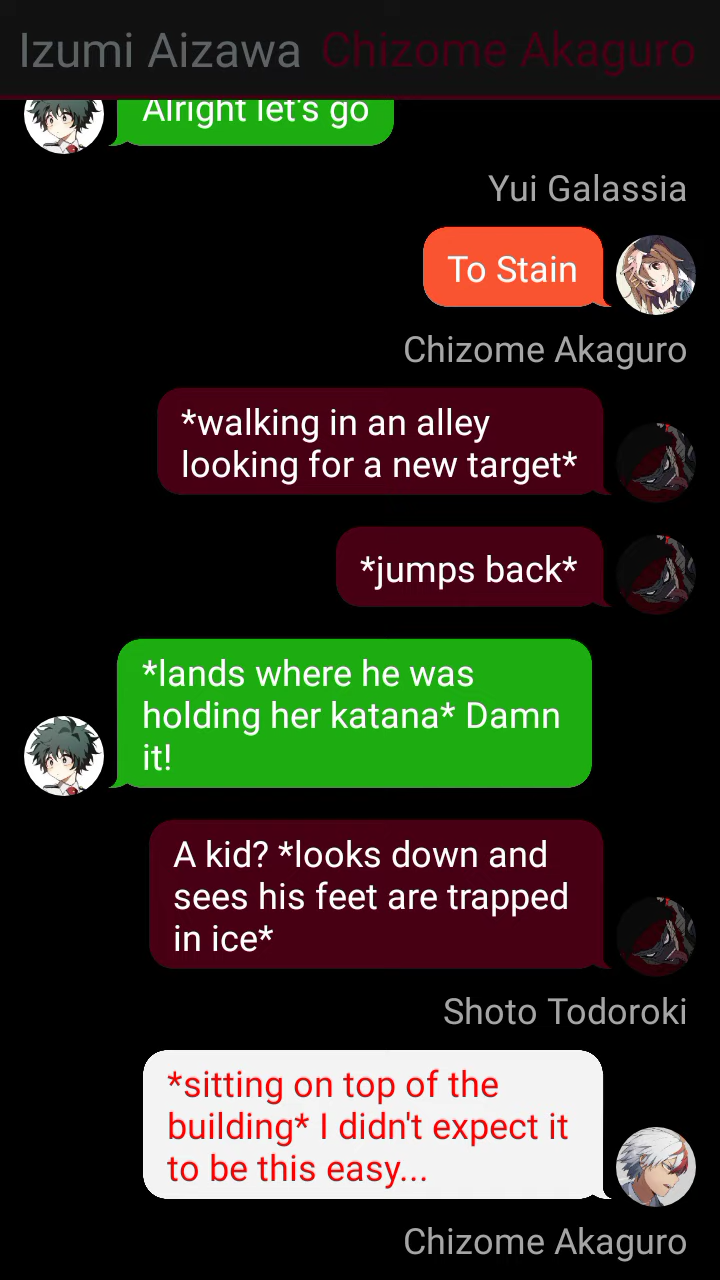 Izumi Aizawa Chizome Akaguro
Alright let's go
Yui Galassia
To Stain
Chizome Akaguro
*walking in an alley
looking for a new target*
*jumps back*
*lands where he was
holding her katana* Damn
it!
A kid? *looks down and
sees his feet are trapped
in ice*
Shoto Todoroki
*sitting on top of the
building* I didn't expect it
to be this easy...
Chizome Akaguro